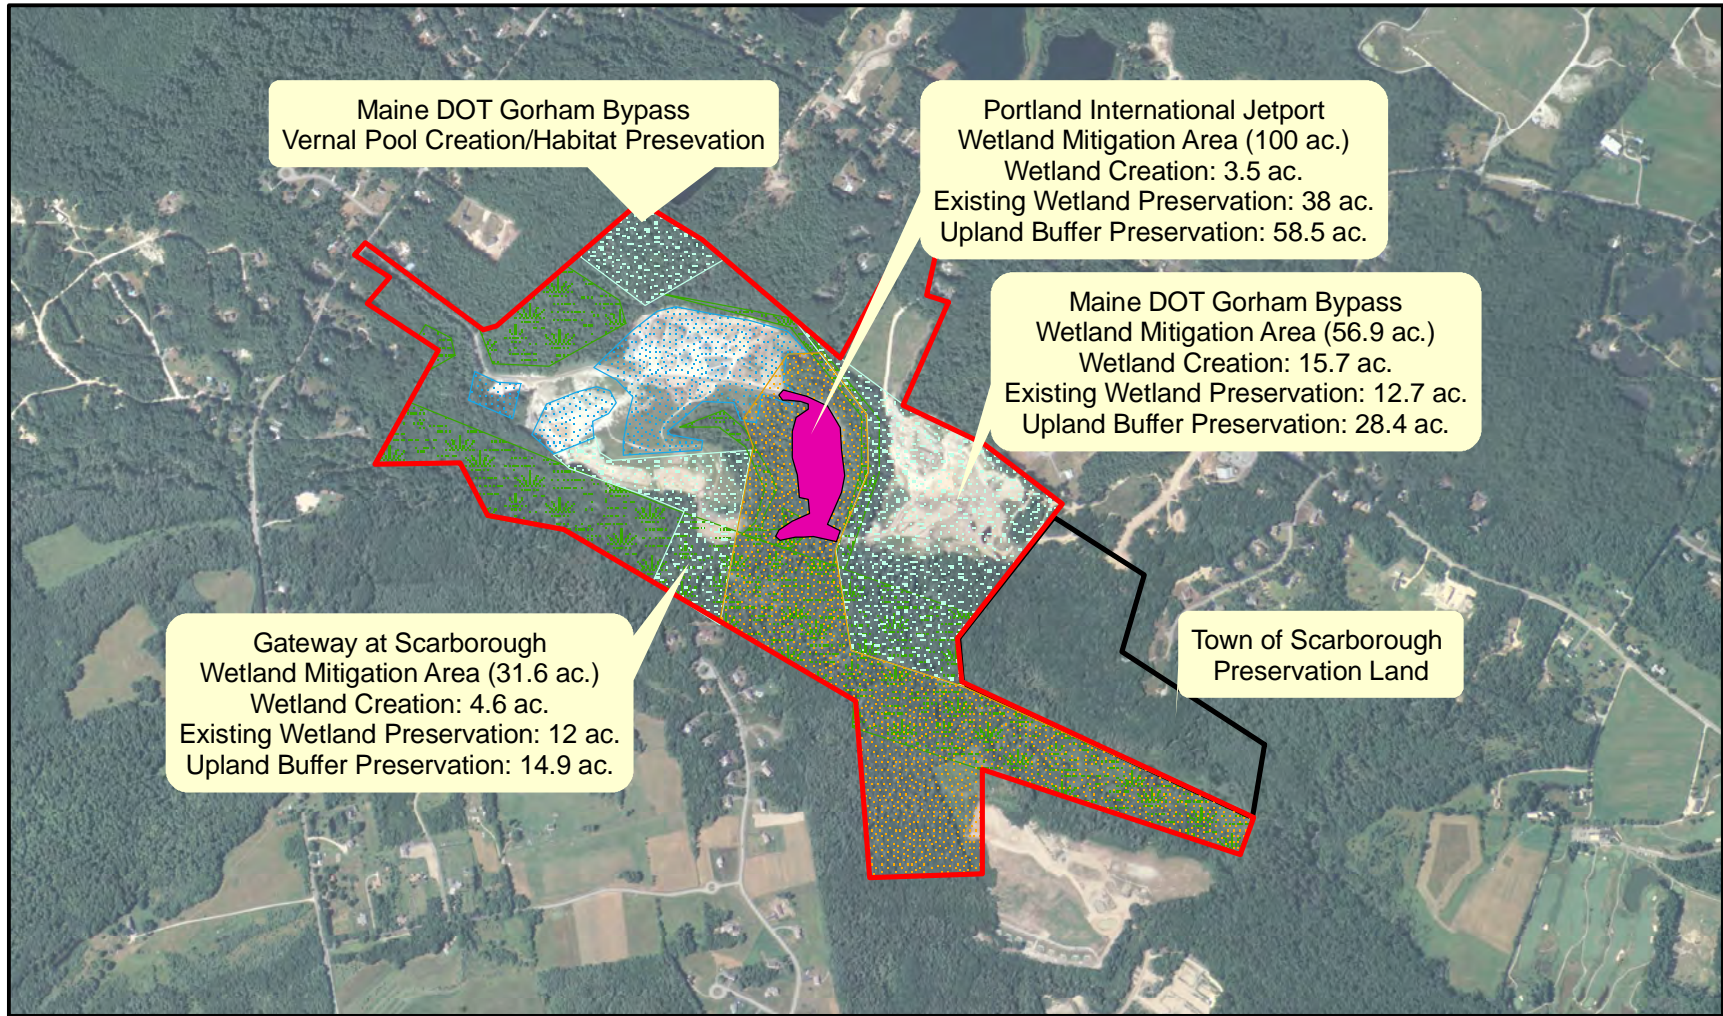 Maine DOT Gorham Bypass
Vernal Pool Creation/Habitat Presevation
Portland International Jetport
Wetland Mitigation Area (100 ac.)
Wetland Creation: 3.5 ac.
Existing Wetland Preservation: 38 ac.
Upland Buffer Preservation: 58.5 ac.
Maine DOT Gorham Bypass
Wetland Mitigation Area (56.9 ac.)
Wetland Creation: 15.7 ac.
Existing Wetland Preservation: 12.7 ac.
Upland Buffer Preservation: 28.4 ac.
Gateway at Scarborough
Wetland Mitigation Area (31.6 ac.)
Wetland Creation: 4.6 ac.
Existing Wetland Preservation: 12 ac.
Upland Buffer Preservation: 14.9 ac.
Town of Scarborough
Preservation Land